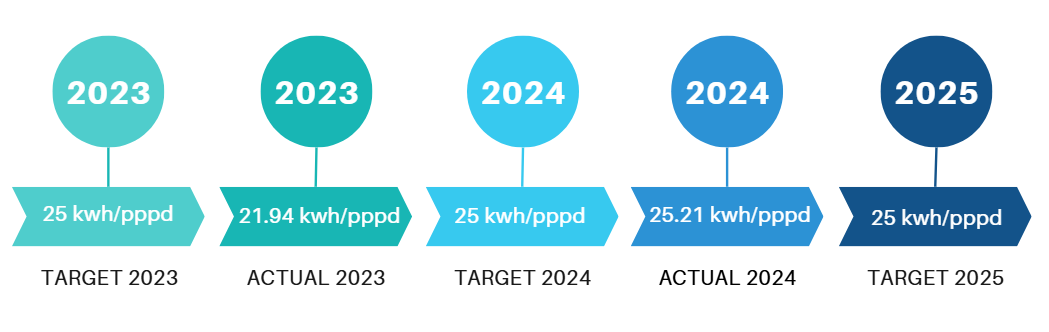 2023 2023 2024 2024 2025
25 kwh/pppd 21.94 kwh/pppd 25 kwh/pppd 25.21 kwh/pppd 25 kwh/pppd
TARGET 2023 ACTUAL 2023 TARGET 2024 ACTUAL 2024 TARGET 2025